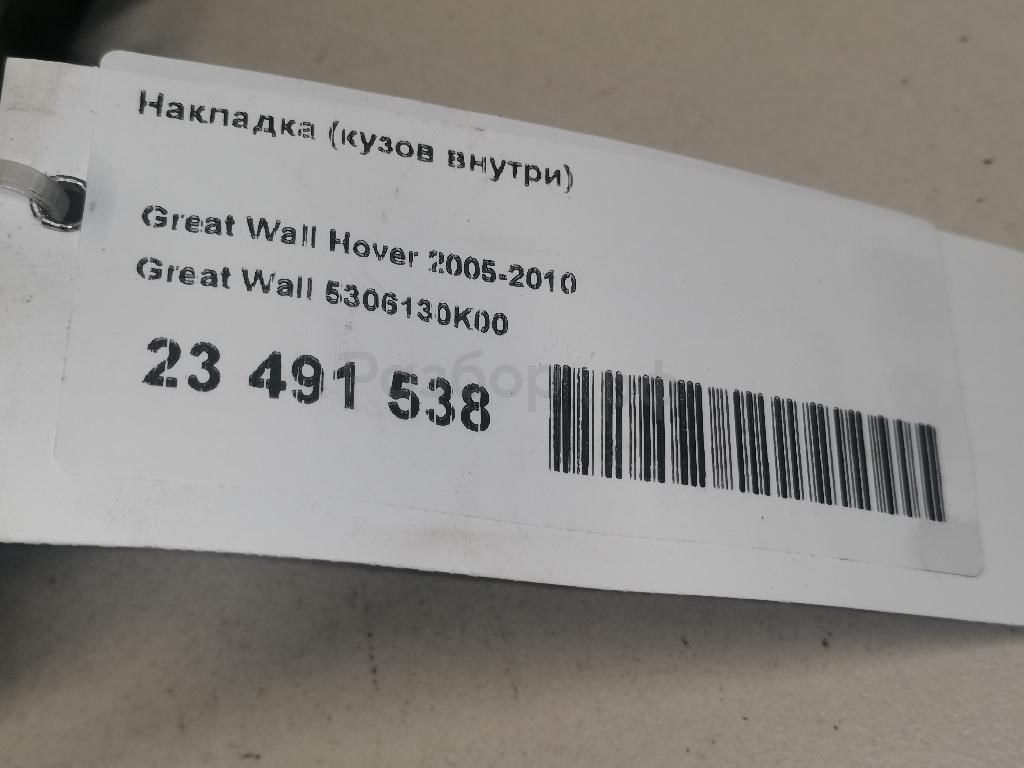 Накладка (кузов внутри)
Great Wall Hover 2005-2010
Great Wall 5306130K00
23 491 538